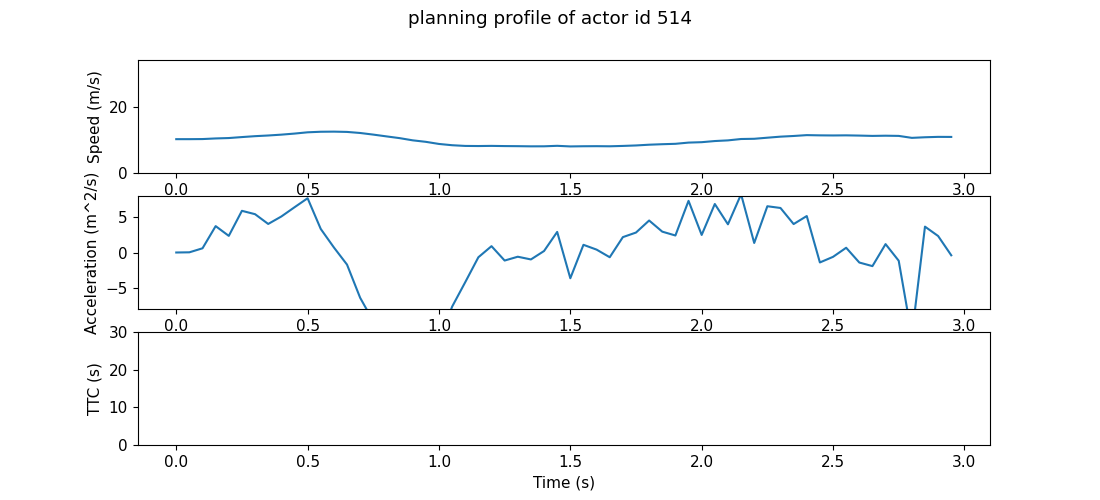 planning profile of actor id 514
Speed (m/s)
20
0
0.0 0.5 1.0 1.5 2.0 2.5 3.0
Acceleration (m^2/s)
5
0
−5
0.0 0.5 1.0 1.5 2.0 2.5 3.0
TTC (s)
30
20
10
0
0.0 0.5 1.0 1.5 2.0 2.5 3.0
Time (s)